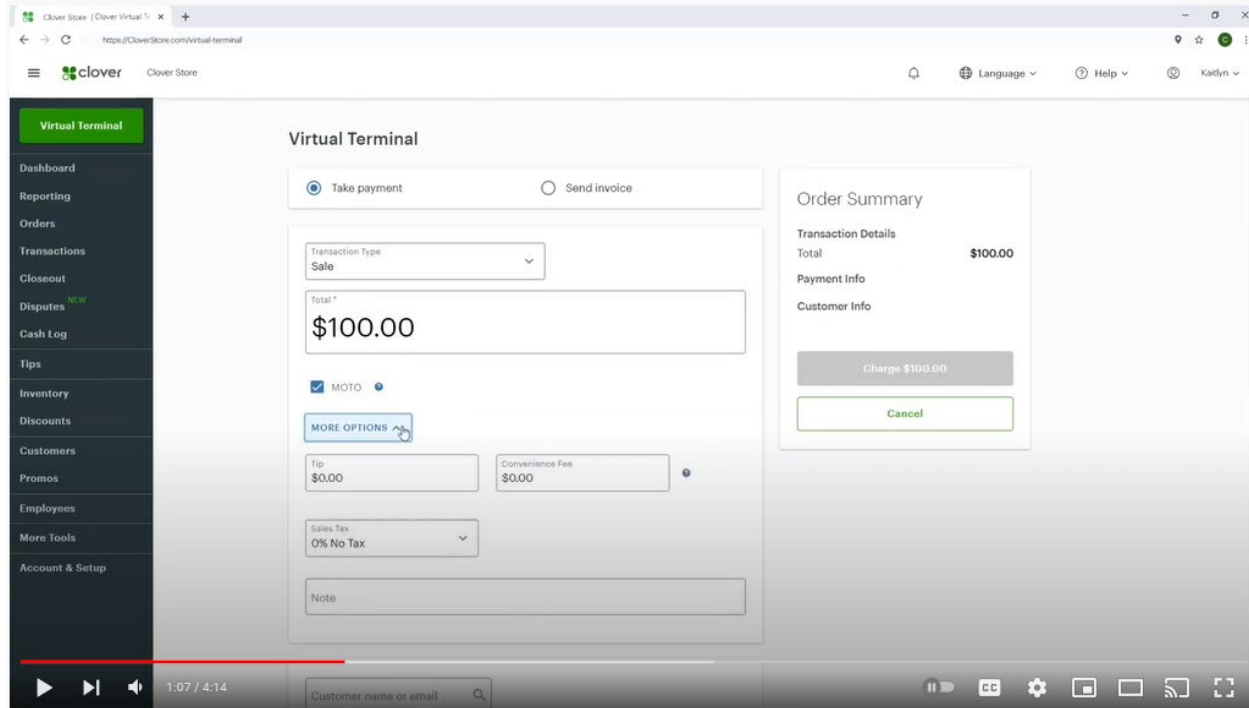 Clover Store | Clover Virtual Te
https://CloverStore.com/virtual-terminal
clover Clover Store Language Help Kaitlyn
Virtual Terminal
Dashboard
Reporting
Orders
Transactions
Closeout
Disputes NEW
Cash Log
Tips
Inventory
Discounts
Customers
Promos
Employees
More Tools
Account & Setup
Virtual Terminal
Take payment Send invoice
Transaction Type
Sale
Total *
$100.00
MOTO
MORE OPTIONS
Tip
$0.00
Convenience Fee
$0.00
Sales Tax
0% No Tax
Note
Customer name or email
Order Summary
Transaction Details
Total $100.00
Payment Info
Customer Info
Charge $100.00
Cancel
1:07 / 4:14
CC